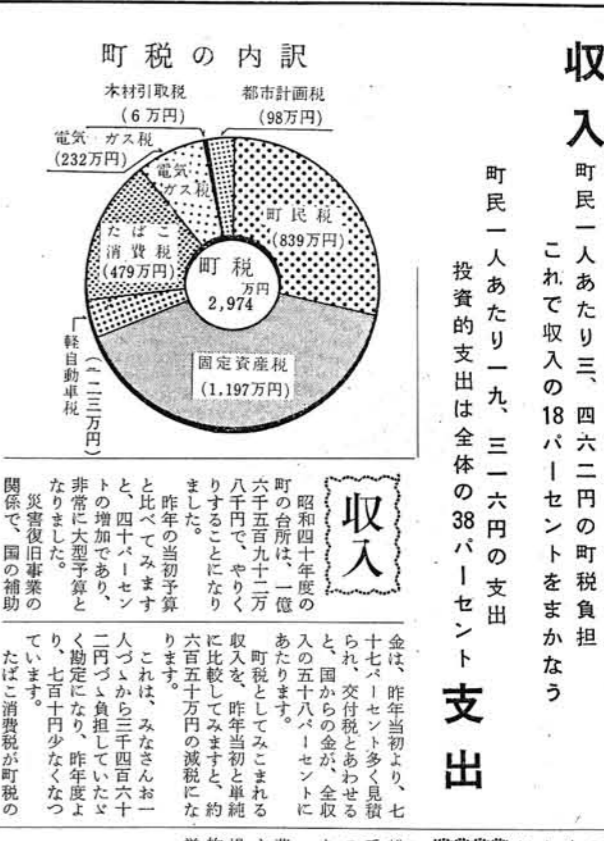 収入
町民一人あたり三、四六二円の町税負担
これで収入の18パーセントをまかなう
町民一人あたり一九、三一六円の支出
投資的支出は全体の38パーセント
支出
町税の内訳
木材引取税
(6万円)
都市計画税
(98万円)
電気 ガス税
(232万円)
電気
ガス税
町民税
(839万円)
たばこ
消費税
(479万円)
町税
万円
2,974
固定資産税
(1,197万円)
軽自動車税
(一二三万円)
収入
昭和四十年度の
町の台所は、一億
六千五百九十二万
八千円で、やりく
りすることになり
ました。
昨年の当初予算
と比べてみます
と、四十パーセン
トの増加であり、
非常に大型予算と
なりました。
災害復旧事業の
関係で、国の補助
金は、昨年当初より、七
十七パーセント多く見積
られ、交付税とあわせる
と、国からの金が、全収
入の五十八パーセントに
あたります。
町税としてみこまれる
収入を、昨年当初と単純
に比較してみますと、約
六百五十万円の減税にな
ります。
これは、みなさんお一
人づゝから三千四百六十
二円づゝ負担していたゞ
く勘定になり、昨年度よ
り、七百十円少なくなつ
ています。
たばこ消費税が町税の